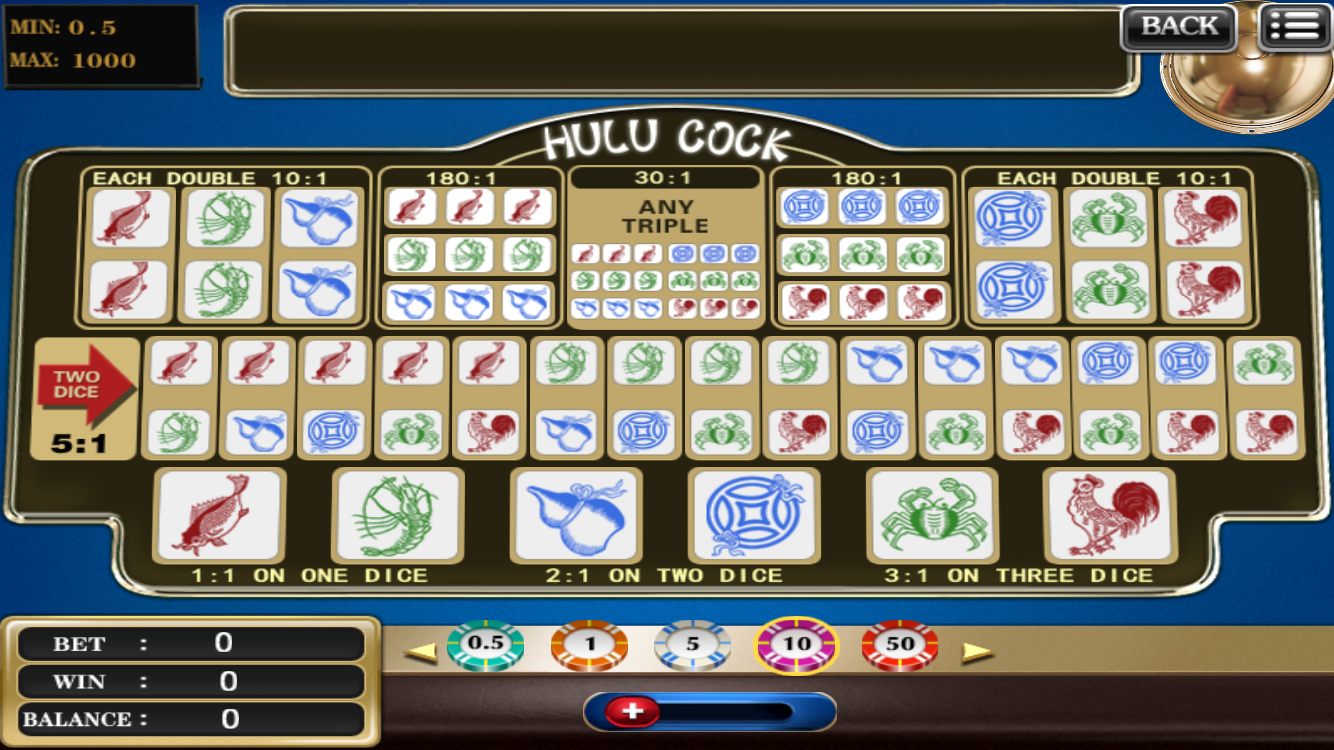 MIN: 0.5
MAX: 1000
BACK
HULU COCK
EACH DOUBLE 10:1
180:1
30:1
180:1
EACH DOUBLE 10:1
ANY
TRIPLE
TWO
DICE
5:1
1:1 ON ONE DICE
2:1 ON TWO DICE
3:1 ON THREE DICE
BET : 0
WIN : 0
BALANCE : 0
0.5
1
5
10
50